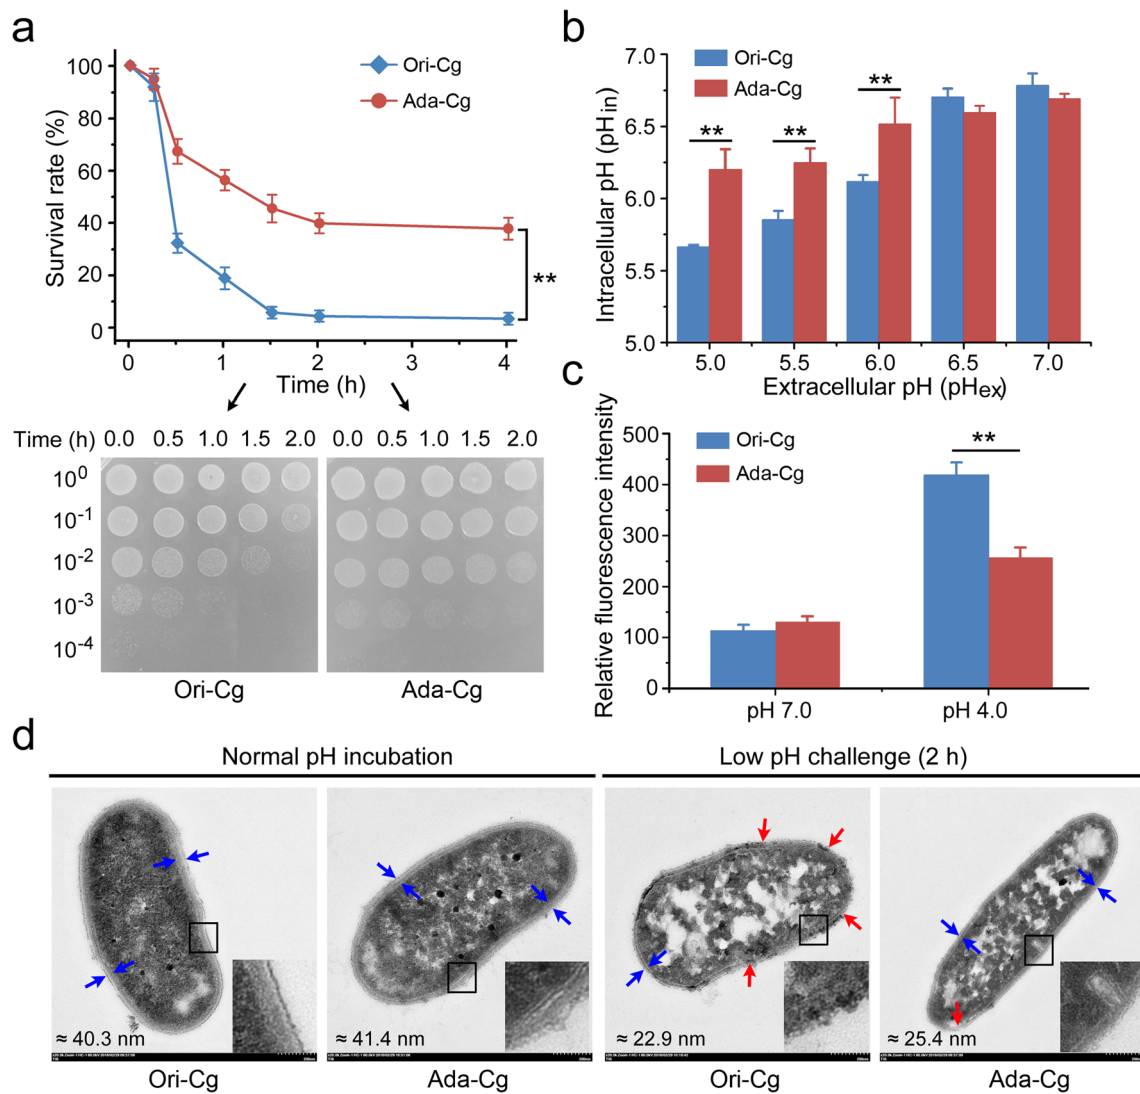 a
Survival rate (%)
100
80
60
40
20
0
Ori-Cg
Ada-Cg
**
0 1 2 3 4
Time (h)
Time (h) 0.0 0.5 1.0 1.5 2.0 0.0 0.5 1.0 1.5 2.0
10⁰
10⁻¹
10⁻²
10⁻³
10⁻⁴
Ori-Cg Ada-Cg
b
Intracellular pH (pHin)
7.0
6.5
6.0
5.5
5.0
Ori-Cg
Ada-Cg
** ** **
5.0 5.5 6.0 6.5 7.0
Extracellular pH (pHex)
c
Relative fluorescence intensity
500
400
300
200
100
0
Ori-Cg
Ada-Cg
**
pH 7.0 pH 4.0
d
Normal pH incubation Low pH challenge (2 h)
≈ 40.3 nm ≈ 41.4 nm ≈ 22.9 nm ≈ 25.4 nm
Ori-Cg Ada-Cg Ori-Cg Ada-Cg